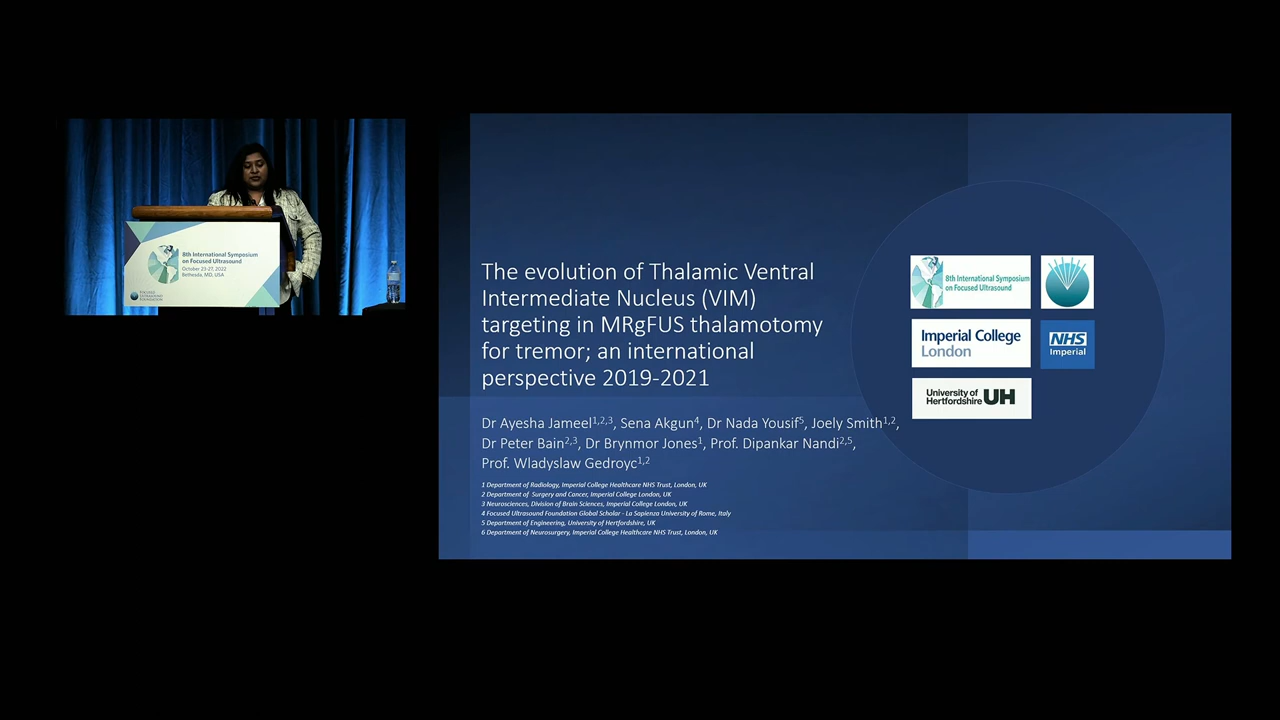 8th International Symposium
on Focused Ultrasound
October 23-27, 2022
Bethesda, MD, USA
FOCUSED
ULTRASOUND
FOUNDATION
The evolution of Thalamic Ventral
Intermediate Nucleus (VIM)
targeting in MRgFUS thalamotomy
for tremor; an international
perspective 2019-2021
Dr Ayesha Jameel1,2,3, Sena Akgun4, Dr Nada Yousif5, Joely Smith1,2,
Dr Peter Bain2,3, Dr Brynmor Jones1, Prof. Dipankar Nandi2,5,
Prof. Wladyslaw Gedroyc1,2
1 Department of Radiology, Imperial College Healthcare NHS Trust, London, UK
2 Department of Surgery and Cancer, Imperial College London, UK
3 Neurosciences, Division of Brain Sciences, Imperial College London, UK
4 Focused Ultrasound Foundation Global Scholar - La Sapienza University of Rome, Italy
5 Department of Engineering, University of Hertfordshire, UK
6 Department of Neurosurgery, Imperial College Healthcare NHS Trust, London, UK
8th International Symposium
on Focused Ultrasound
Imperial College
London
NHS
Imperial
University of
Hertfordshire UH